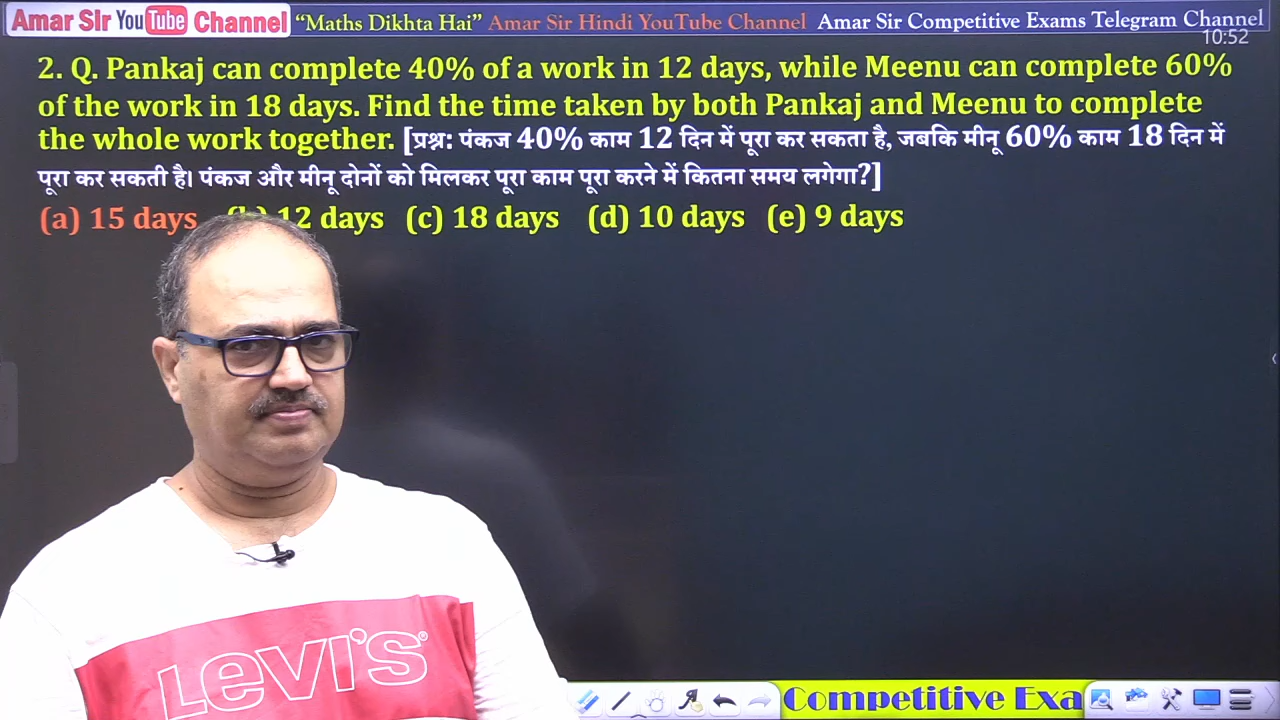 Amar SIr YouTube Channel "Maths Dikhta Hai" Amar Sir Hindi YouTube Channel Amar Sir Competitive Exams Telegram Channel
10:52
2. Q. Pankaj can complete 40% of a work in 12 days, while Meenu can complete 60%
of the work in 18 days. Find the time taken by both Pankaj and Meenu to complete
the whole work together. [प्रश्न: पंकज 40% काम 12 दिन में पूरा कर सकता है, जबकि मीनू 60% काम 18 दिन में
पूरा कर सकती है। पंकज और मीनू दोनों को मिलकर पूरा काम पूरा करने में कितना समय लगेगा?]
(a) 15 days 12 days (c) 18 days (d) 10 days (e) 9 days
LEVI'S®
Competitive Exa